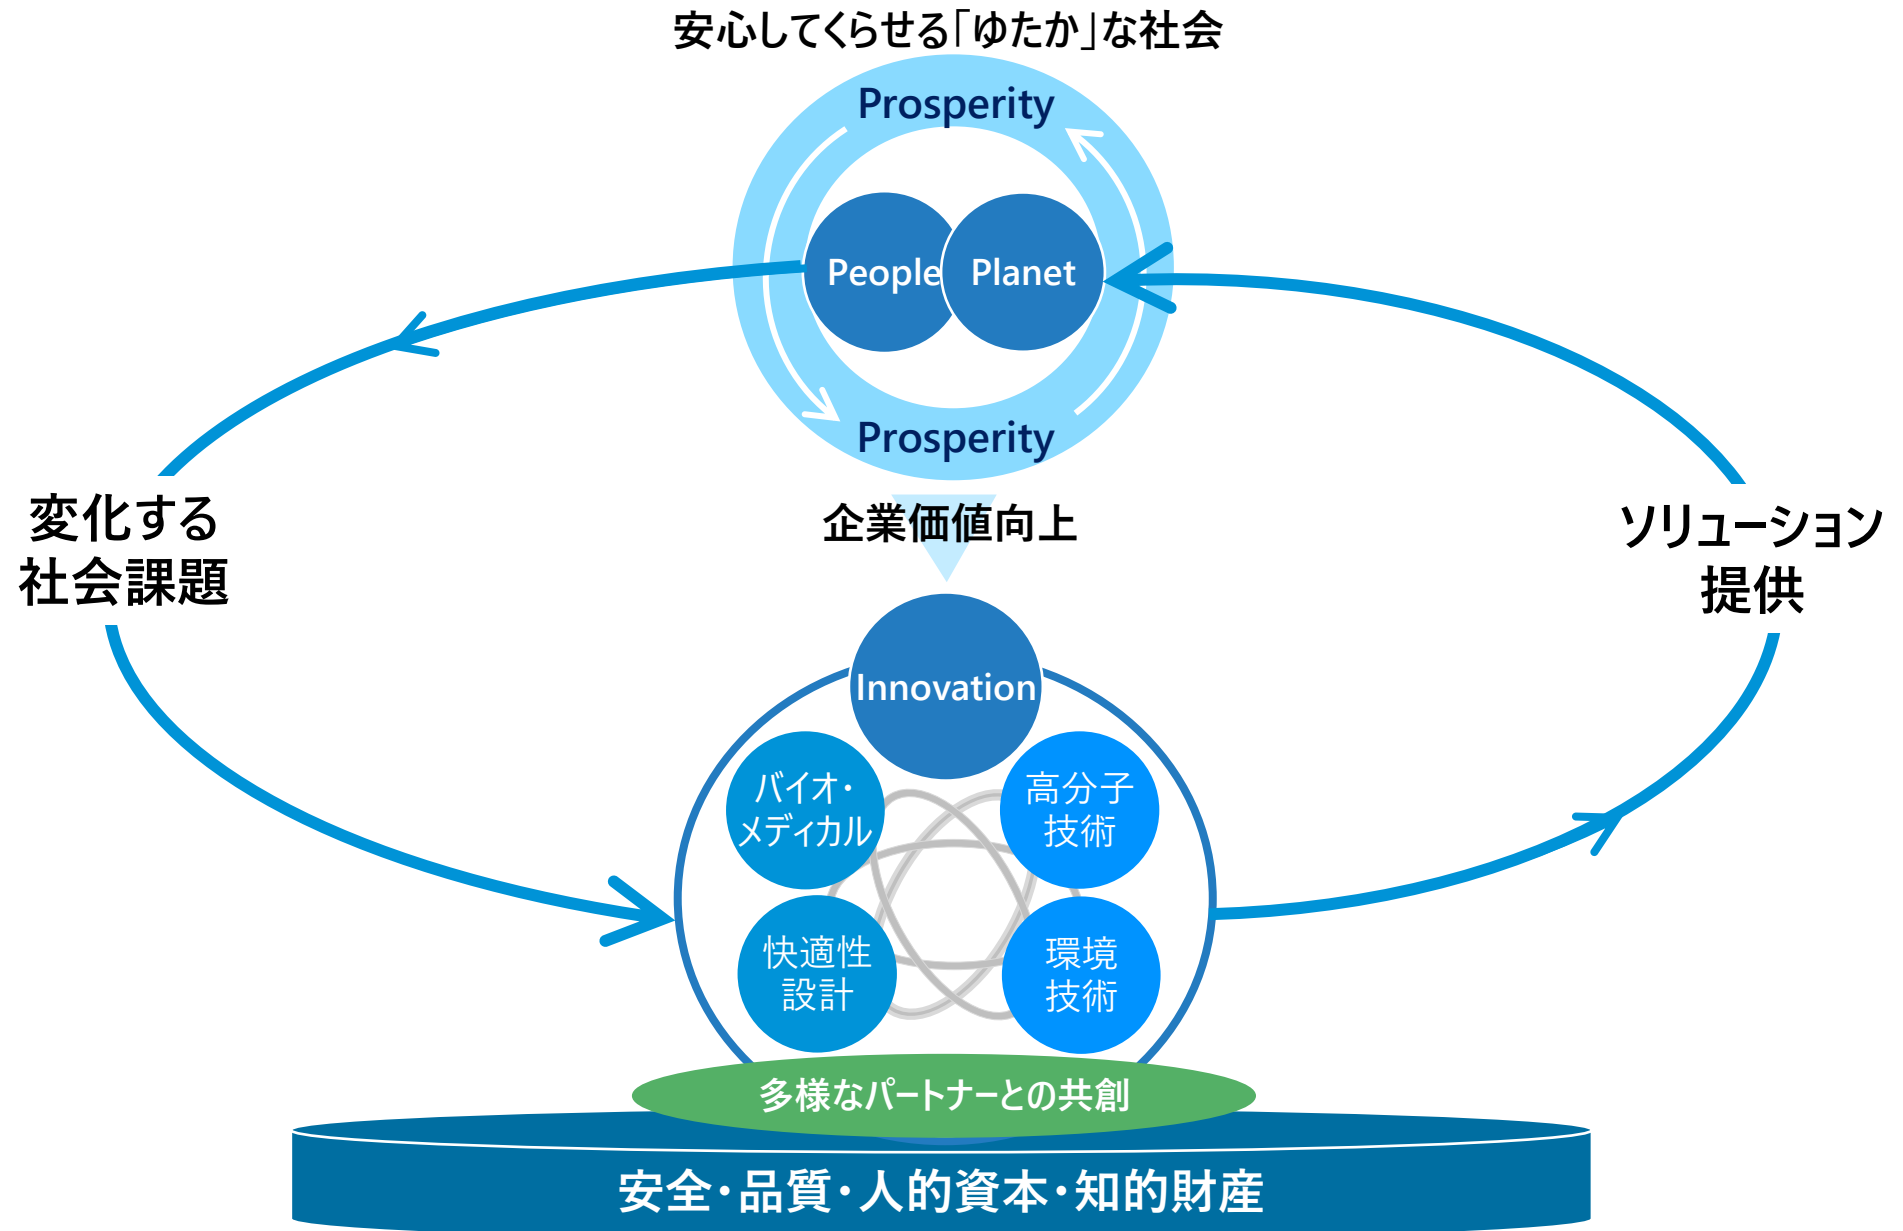 安心してくらせる「ゆたか」な社会
Prosperity
People
Planet
Prosperity
企業価値向上
変化する
社会課題
ソリューション
提供
Innovation
バイオ・
メディカル
高分子
技術
快適性
設計
環境
技術
多様なパートナーとの共創
安全・品質・人的資本・知的財産